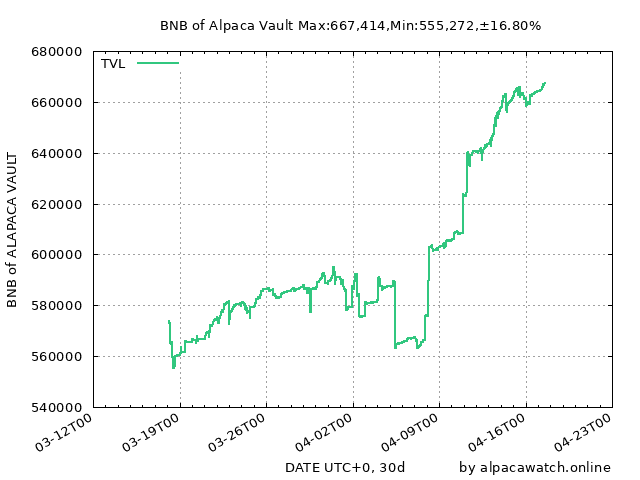 BNB of Alpaca Vault Max:667,414,Min:555,272,±16.80%
TVL
680000
660000
640000
620000
600000
580000
560000
540000
BNB of ALAPACA VAULT
03-12T00
03-19T00
03-26T00
04-02T00
04-09T00
04-16T00
04-23T00
DATE UTC+0, 30d
by alpacawatch.online